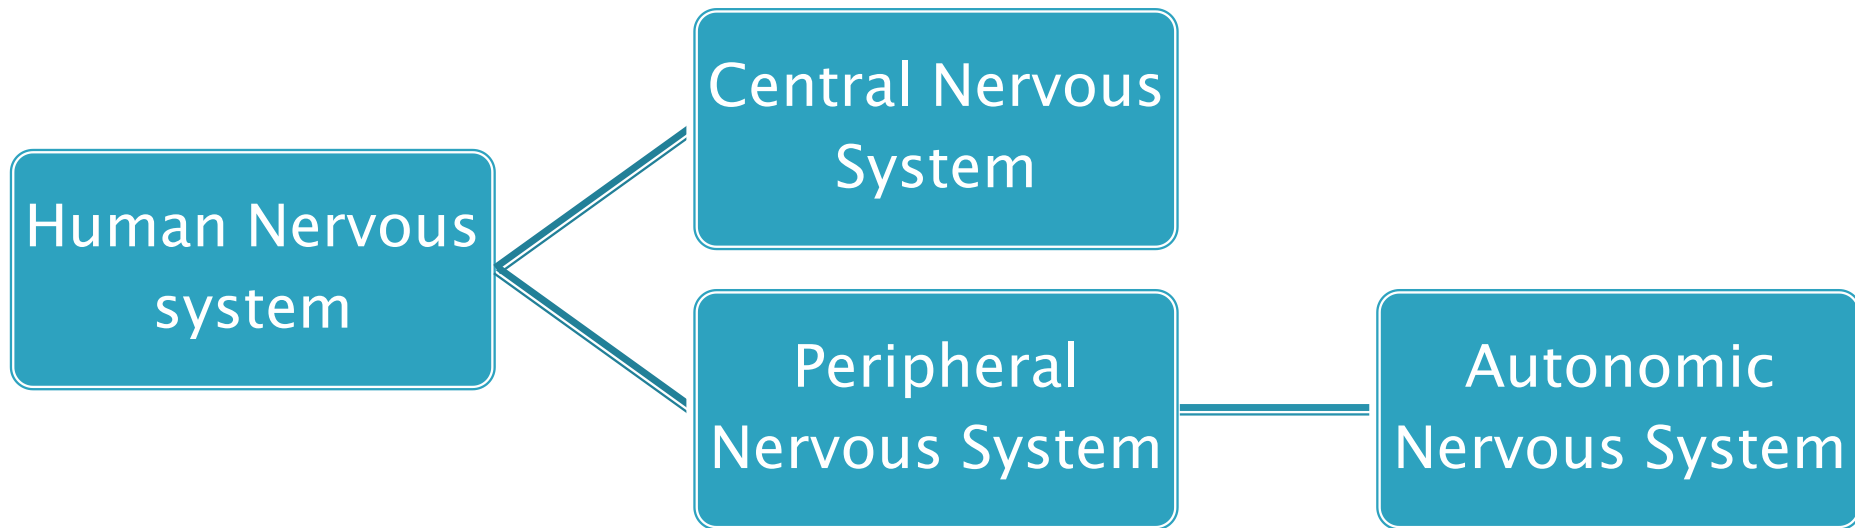 Human Nervous
system
Central Nervous
System
Peripheral
Nervous System
Autonomic
Nervous System